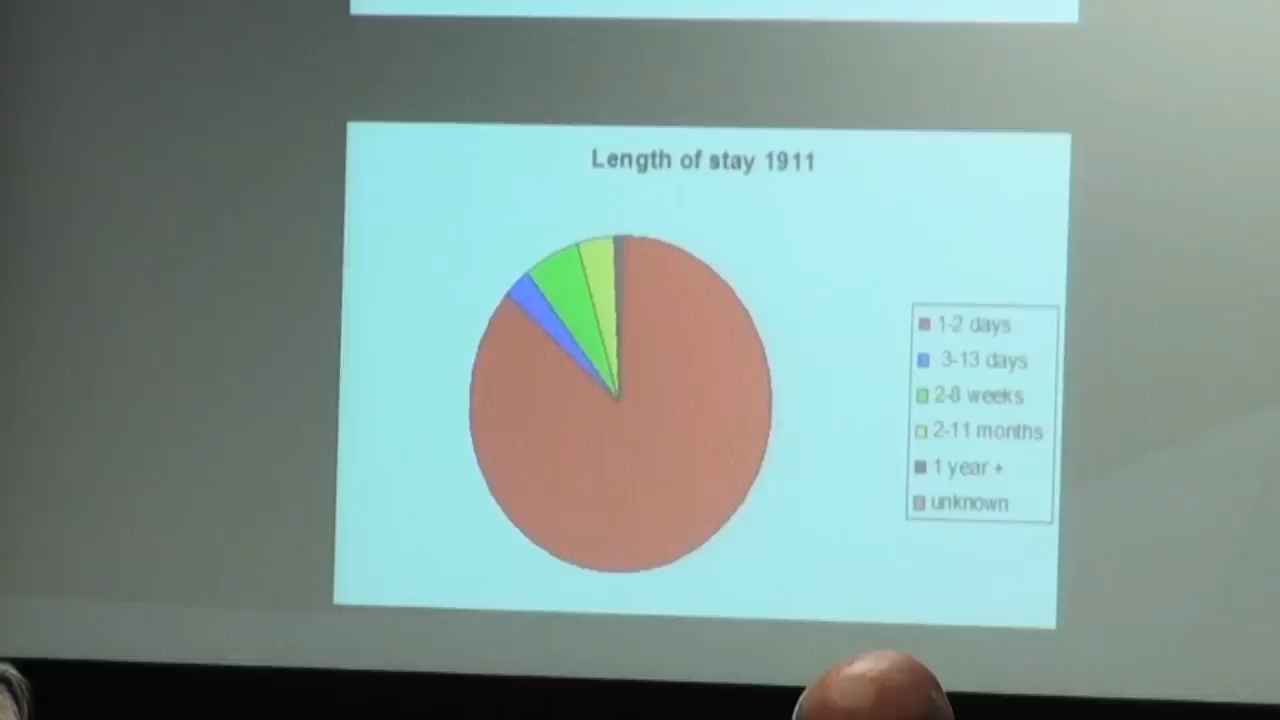 Length of stay 1911
1-2 days
3-13 days
2-8 weeks
2-11 months
1 year +
unknown